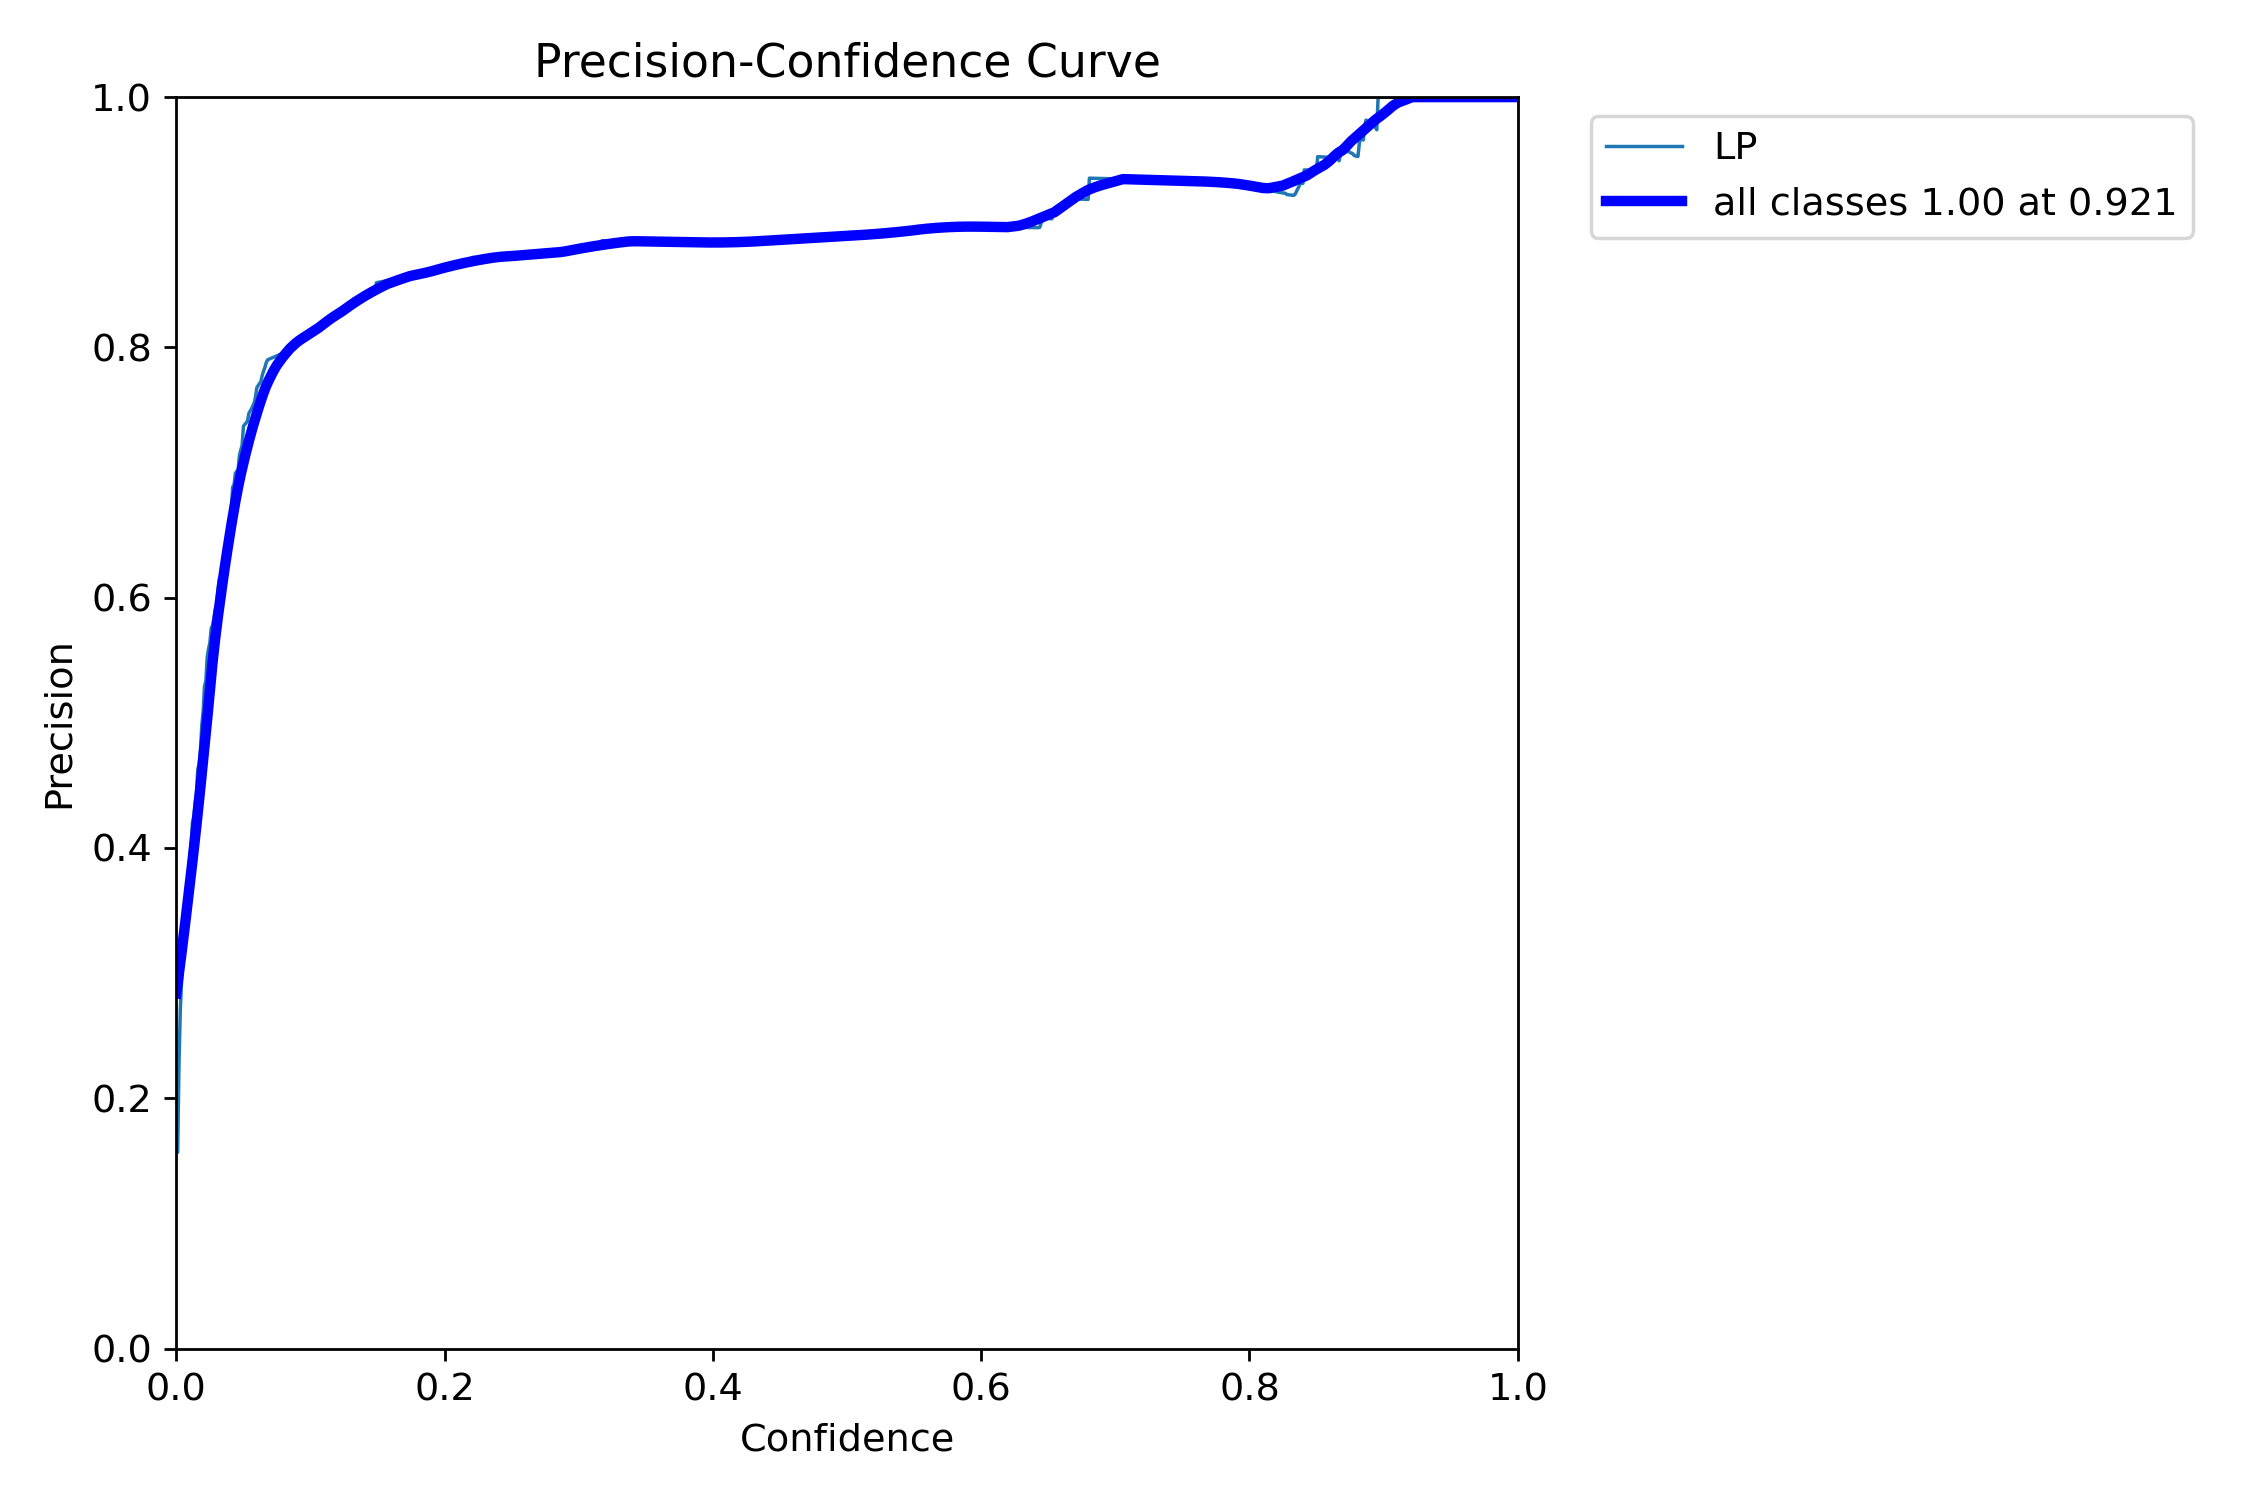 Precision-Confidence Curve
LP
all classes 1.00 at 0.921
1.0
0.8
0.6
0.4
0.2
0.0
Precision
0.0 0.2 0.4 0.6 0.8 1.0
Confidence